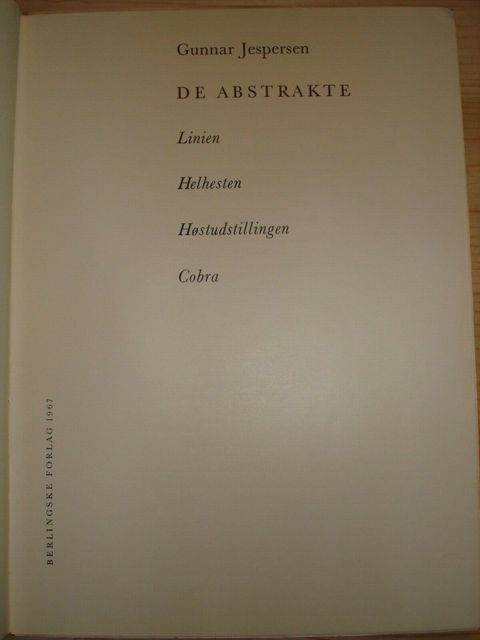 Gunnar Jespersen
DE ABSTRAKTE
Linien
Helhesten
Høstudstillingen
Cobra
BERLINGSKE FORLAG 1967